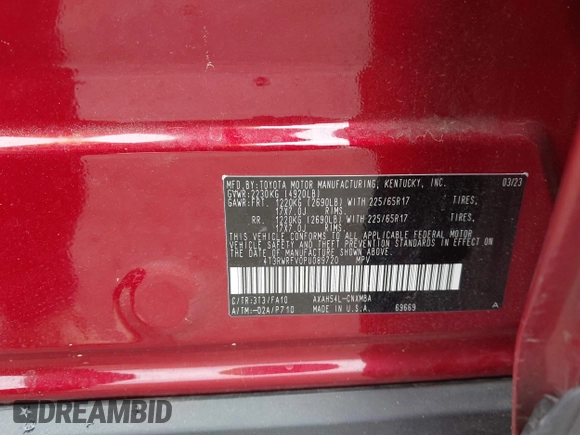 MFD.BY:TOYOTA MOTOR MANUFACTURING, KENTUCKY, INC. 03/23
GVWR:2230KG (4920LB)
GAWR:FRT. 1220KG (2690LB) WITH 225/65R17 TIRES,
17X7.0J RIMS,
RR. 1220KG (2690LB) WITH 225/65R17 TIRES,
17X7.0J RIMS,
THIS VEHICLE CONFORMS TO ALL APPLICABLE FEDERAL MOTOR
VEHICLE SAFETY, BUMPER, AND THEFT PREVENTION
STANDARDS IN EFFECT ON THE DATE OF MANUFACTURE
SHOWN ABOVE.
4T3RWRFV0PU089720 MPV
C/TR:3T3/FA10 AXAH54L-CNXMBA
A/TM:-02A/P710 MADE IN U.S.A. 69669 A
DREAMBID